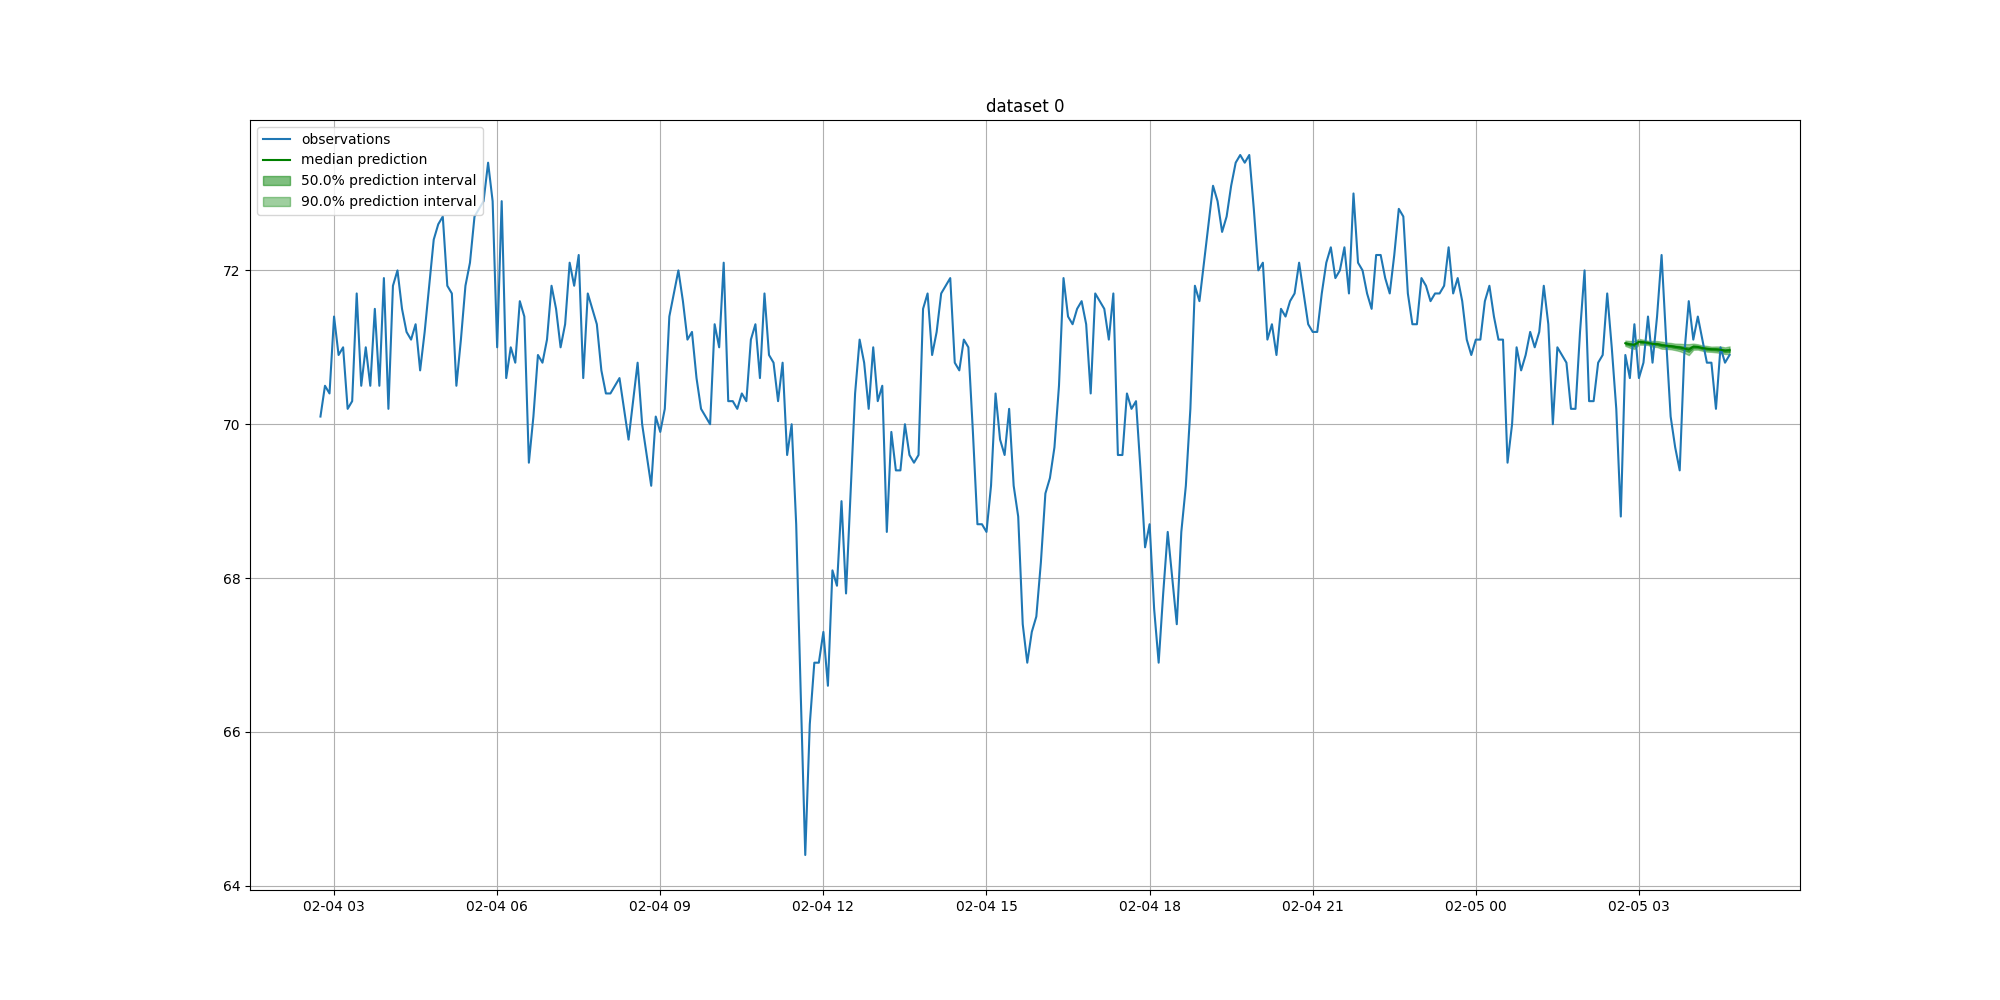 dataset 0
observations
median prediction
50.0% prediction interval
90.0% prediction interval
72
70
68
66
64
02-04 03
02-04 06
02-04 09
02-04 12
02-04 15
02-04 18
02-04 21
02-05 00
02-05 03